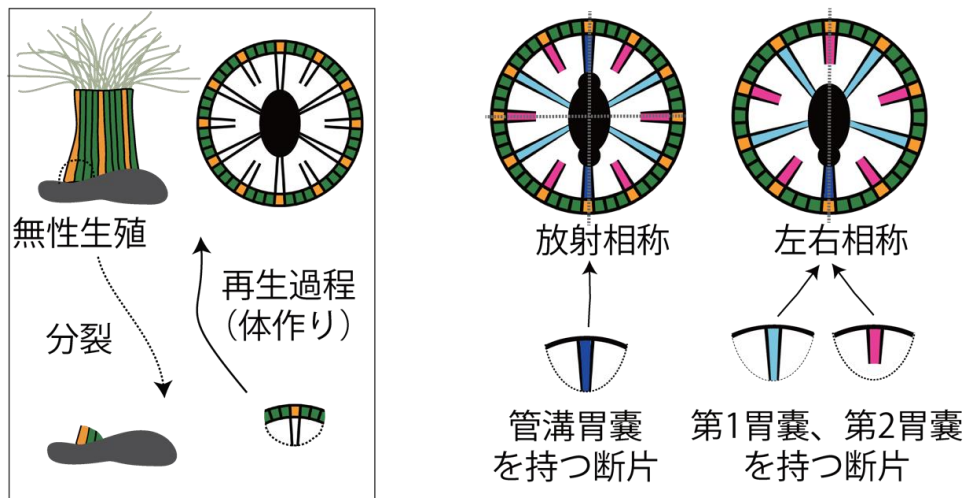 無性生殖
分裂
再生過程
（体作り）
放射相称
左右相称
管溝胃嚢
を持つ断片
第1胃嚢、第2胃嚢
を持つ断片